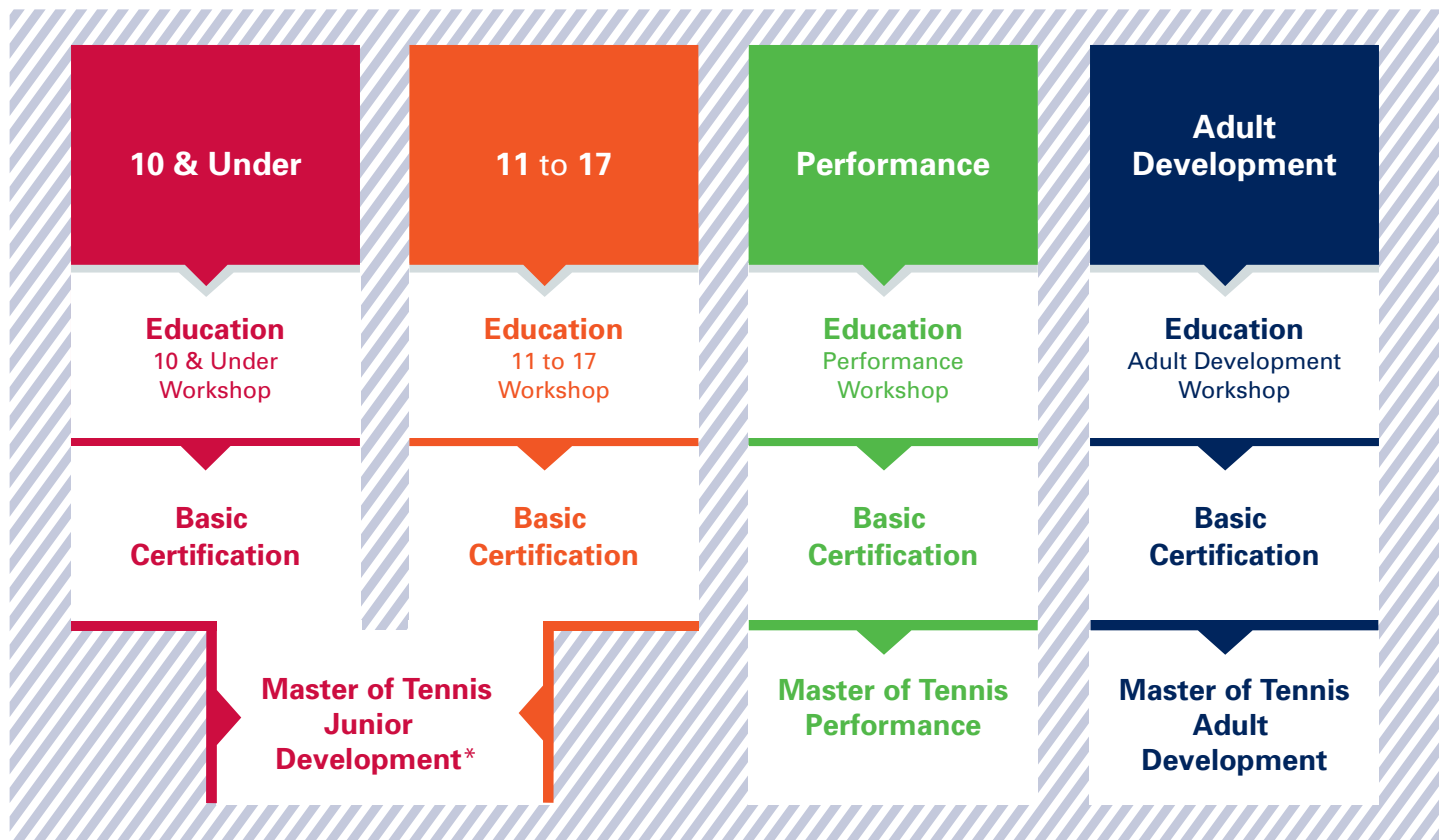 10 & Under
Education
10 & Under
Workshop
Basic
Certification
11 to 17
Education
11 to 17
Workshop
Basic
Certification
Master of Tennis
Junior
Development*
Performance
Education
Performance
Workshop
Basic
Certification
Master of Tennis
Performance
Adult
Development
Education
Adult Development
Workshop
Basic
Certification
Master of Tennis
Adult
Development